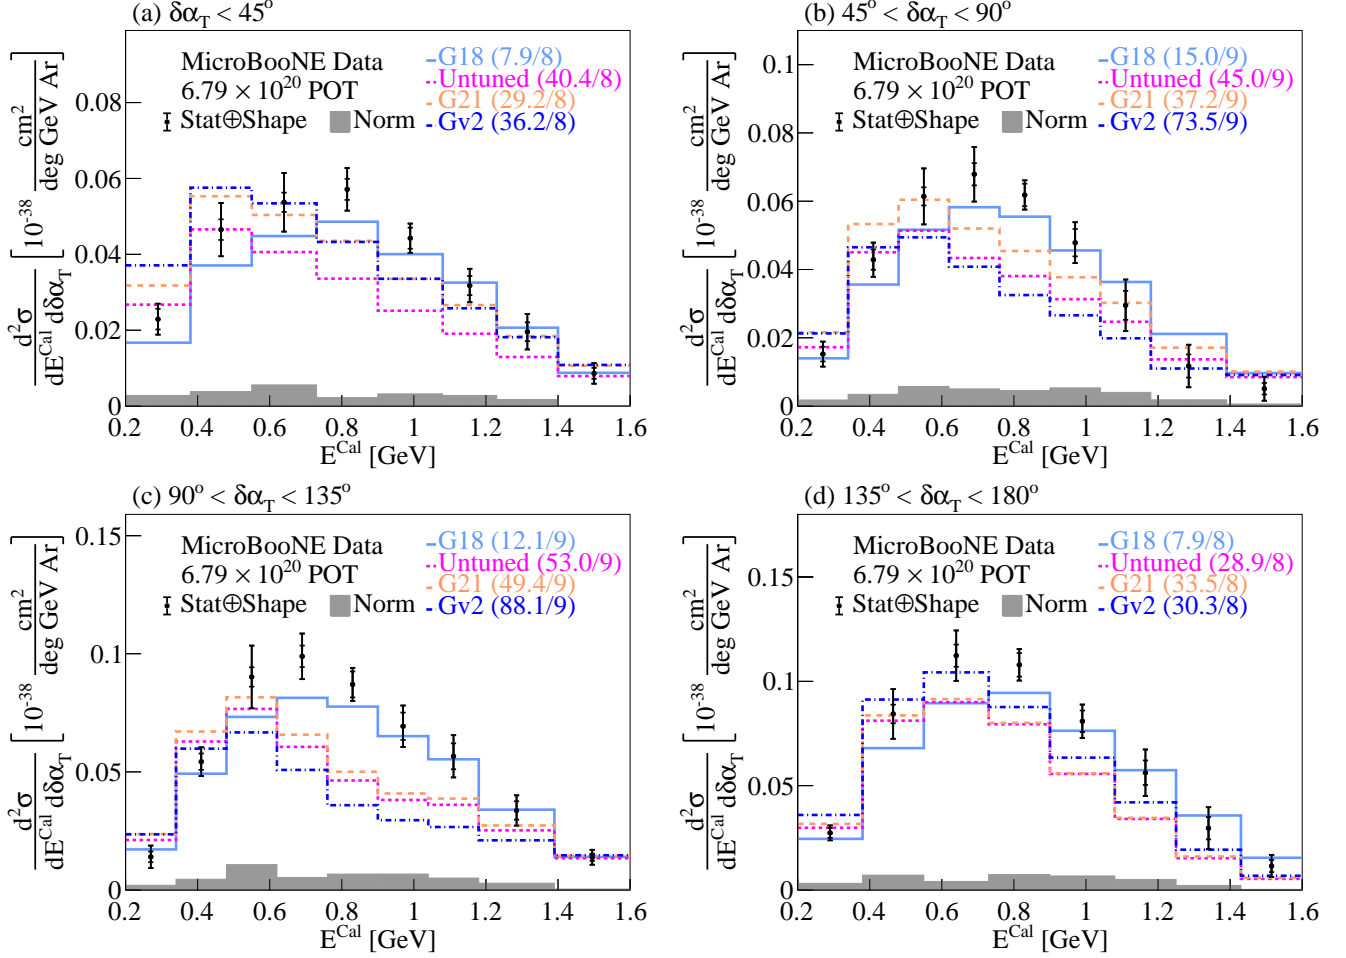 (a) δα_T < 45°
MicroBooNE Data
6.79 × 10^20 POT
Stat⊕Shape
Norm
G18 (7.9/8)
Untuned (40.4/8)
G21 (29.2/8)
Gv2 (36.2/8)
d²σ / dE^Cal dδα_T [10^-38 cm² / deg GeV Ar]
0.08
0.06
0.04
0.02
0
0.2 0.4 0.6 0.8 1 1.2 1.4 1.6
E^Cal [GeV]
(b) 45° < δα_T < 90°
MicroBooNE Data
6.79 × 10^20 POT
Stat⊕Shape
Norm
G18 (15.0/9)
Untuned (45.0/9)
G21 (37.2/9)
Gv2 (73.5/9)
d²σ / dE^Cal dδα_T [10^-38 cm² / deg GeV Ar]
0.1
0.08
0.06
0.04
0.02
0
0.2 0.4 0.6 0.8 1 1.2 1.4 1.6
E^Cal [GeV]
(c) 90° < δα_T < 135°
MicroBooNE Data
6.79 × 10^20 POT
Stat⊕Shape
Norm
G18 (12.1/9)
Untuned (53.0/9)
G21 (49.4/9)
Gv2 (88.1/9)
d²σ / dE^Cal dδα_T [10^-38 cm² / deg GeV Ar]
0.15
0.1
0.05
0
0.2 0.4 0.6 0.8 1 1.2 1.4 1.6
E^Cal [GeV]
(d) 135° < δα_T < 180°
MicroBooNE Data
6.79 × 10^20 POT
Stat⊕Shape
Norm
G18 (7.9/8)
Untuned (28.9/8)
G21 (33.5/8)
Gv2 (30.3/8)
d²σ / dE^Cal dδα_T [10^-38 cm² / deg GeV Ar]
0.15
0.1
0.05
0
0.2 0.4 0.6 0.8 1 1.2 1.4 1.6
E^Cal [GeV]